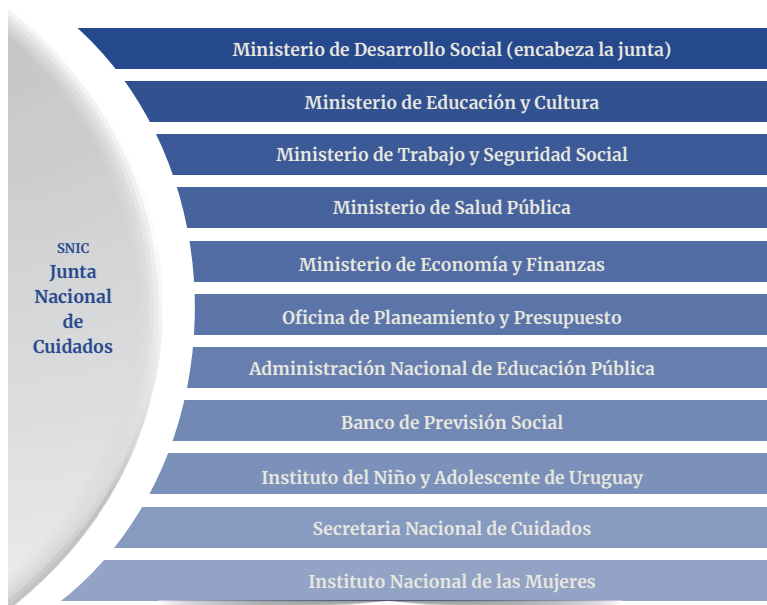 SNIC
Junta
Nacional
de
Cuidados
Ministerio de Desarrollo Social (encabeza la junta)
Ministerio de Educación y Cultura
Ministerio de Trabajo y Seguridad Social
Ministerio de Salud Pública
Ministerio de Economía y Finanzas
Oficina de Planeamiento y Presupuesto
Administración Nacional de Educación Pública
Banco de Previsión Social
Instituto del Niño y Adolescente de Uruguay
Secretaria Nacional de Cuidados
Instituto Nacional de las Mujeres